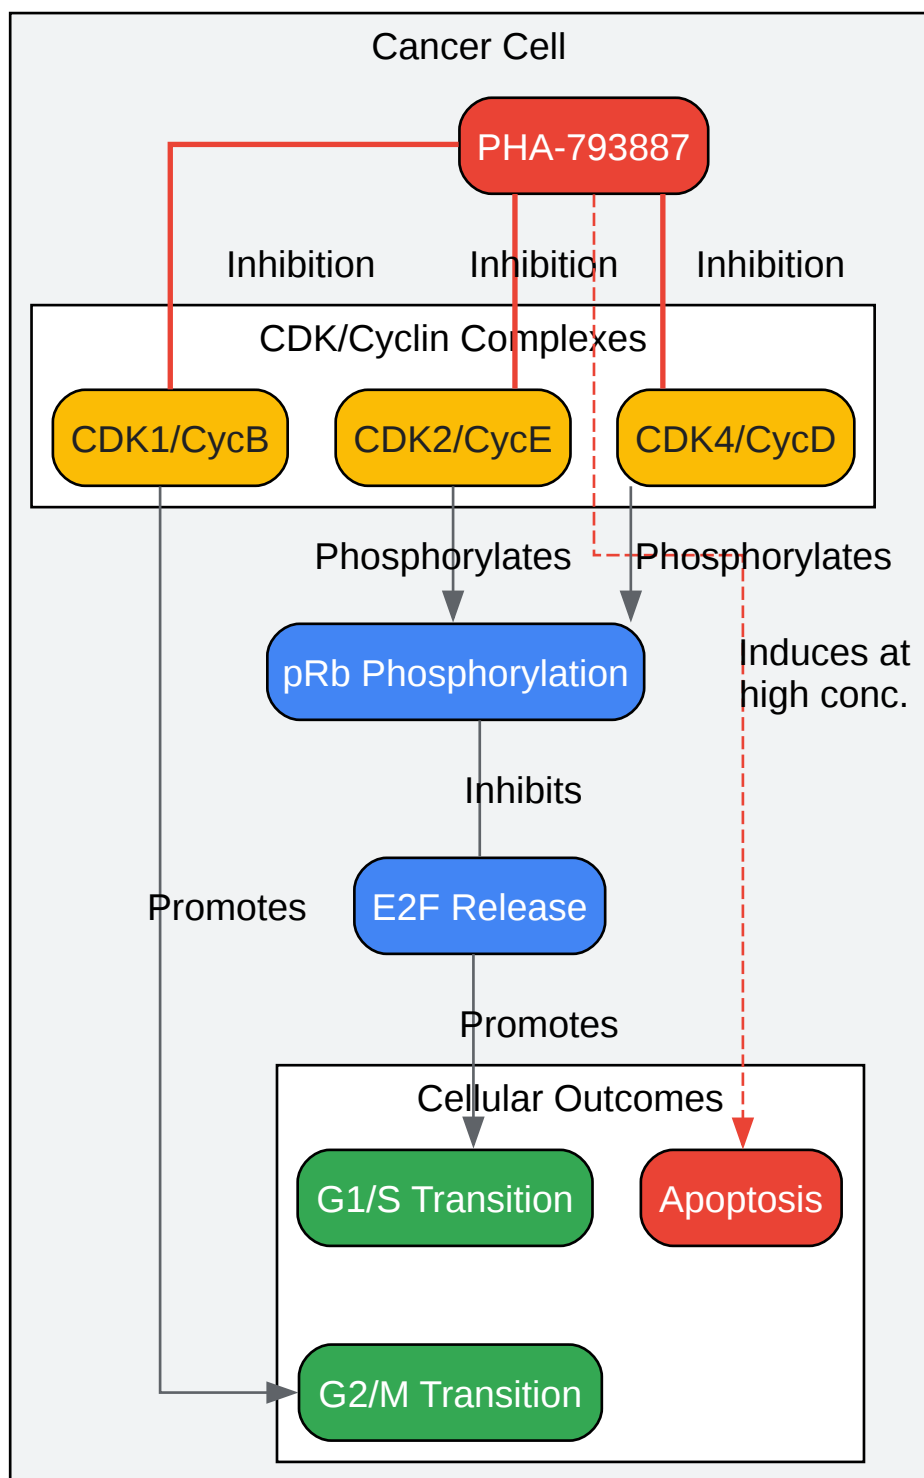 Cancer Cell
PHA-793887
Inhibition
Inhibition
Inhibition
CDK/Cyclin Complexes
CDK1/CycB
CDK2/CycE
CDK4/CycD
Phosphorylates
Phosphorylates
pRb Phosphorylation
Induces at
high conc.
Inhibits
E2F Release
Promotes
Promotes
Cellular Outcomes
G1/S Transition
Apoptosis
G2/M Transition